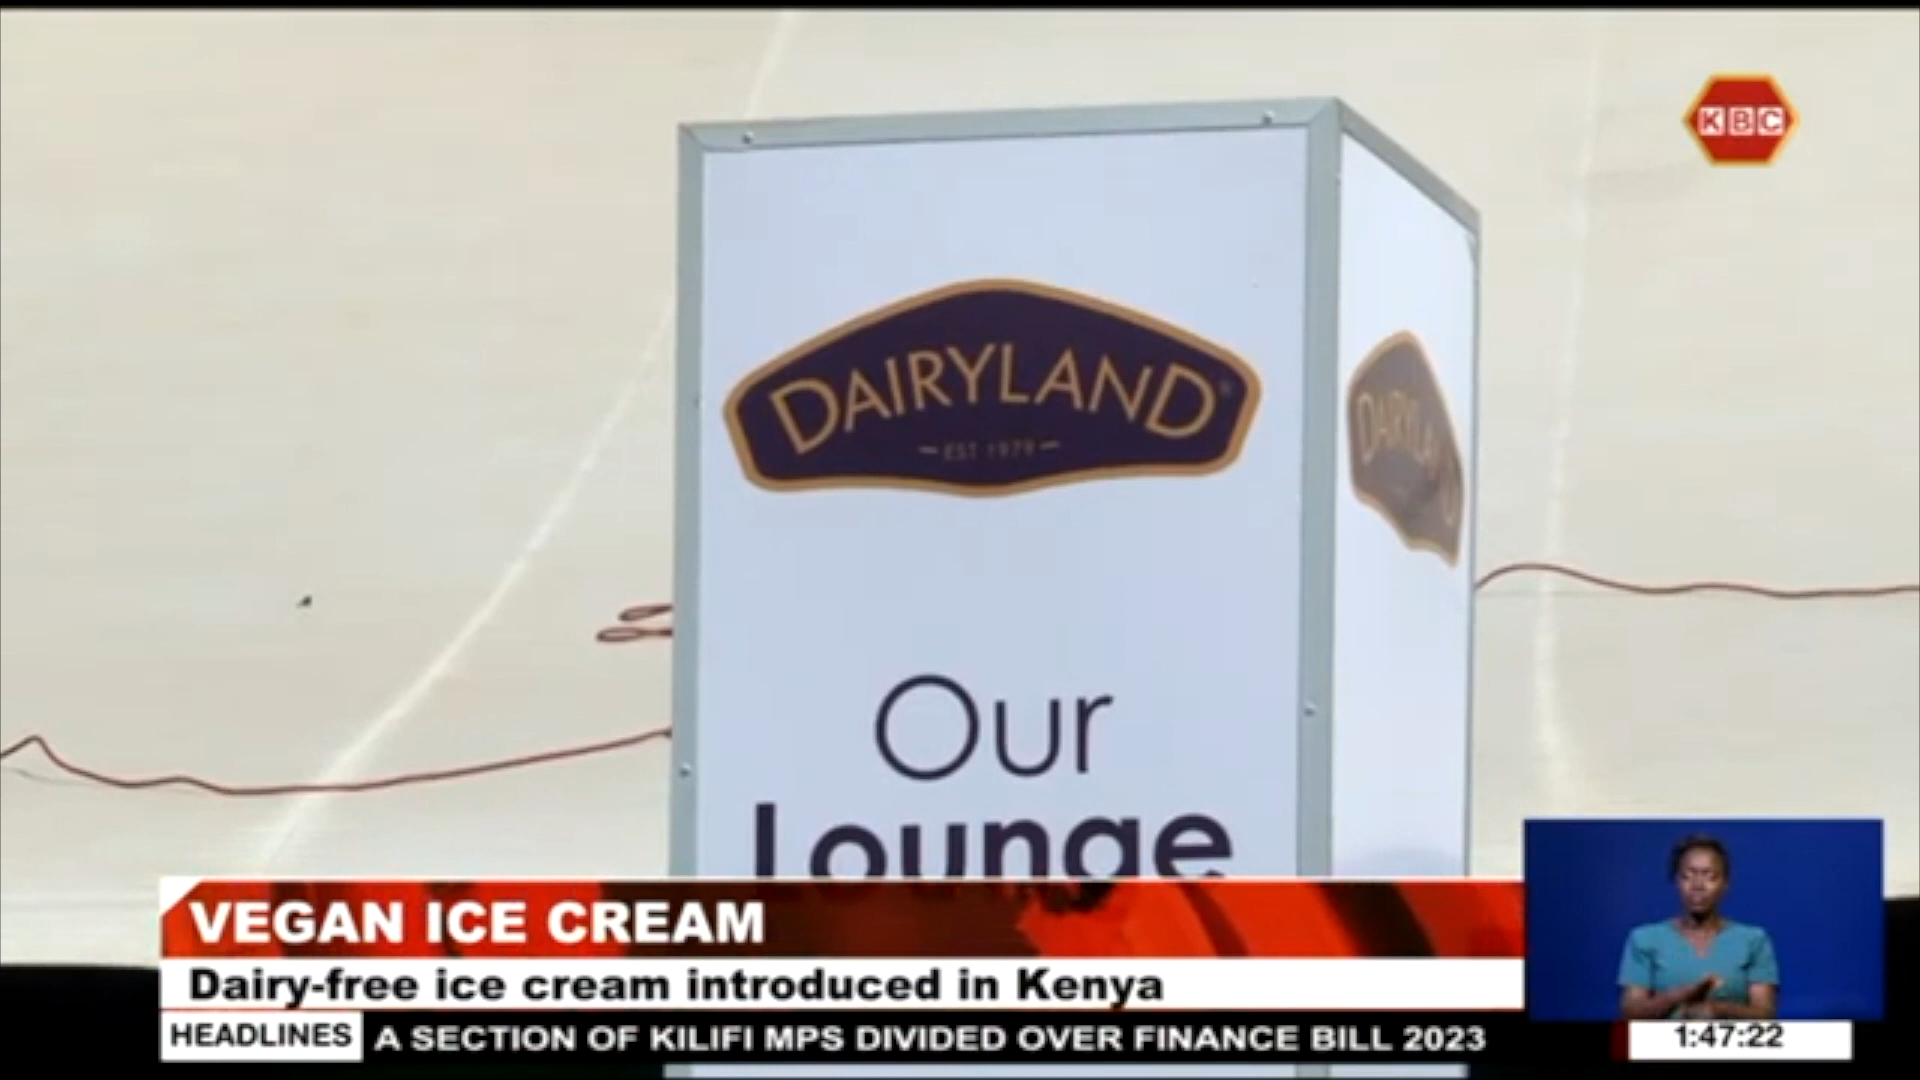 KBC
DAIRYLAND
EST 1979
DAIRYLAND
Our
Lounge
VEGAN ICE CREAM
Dairy-free ice cream introduced in Kenya
HEADLINES A SECTION OF KILIFI MPS DIVIDED OVER FINANCE BILL 2023
1:47:22